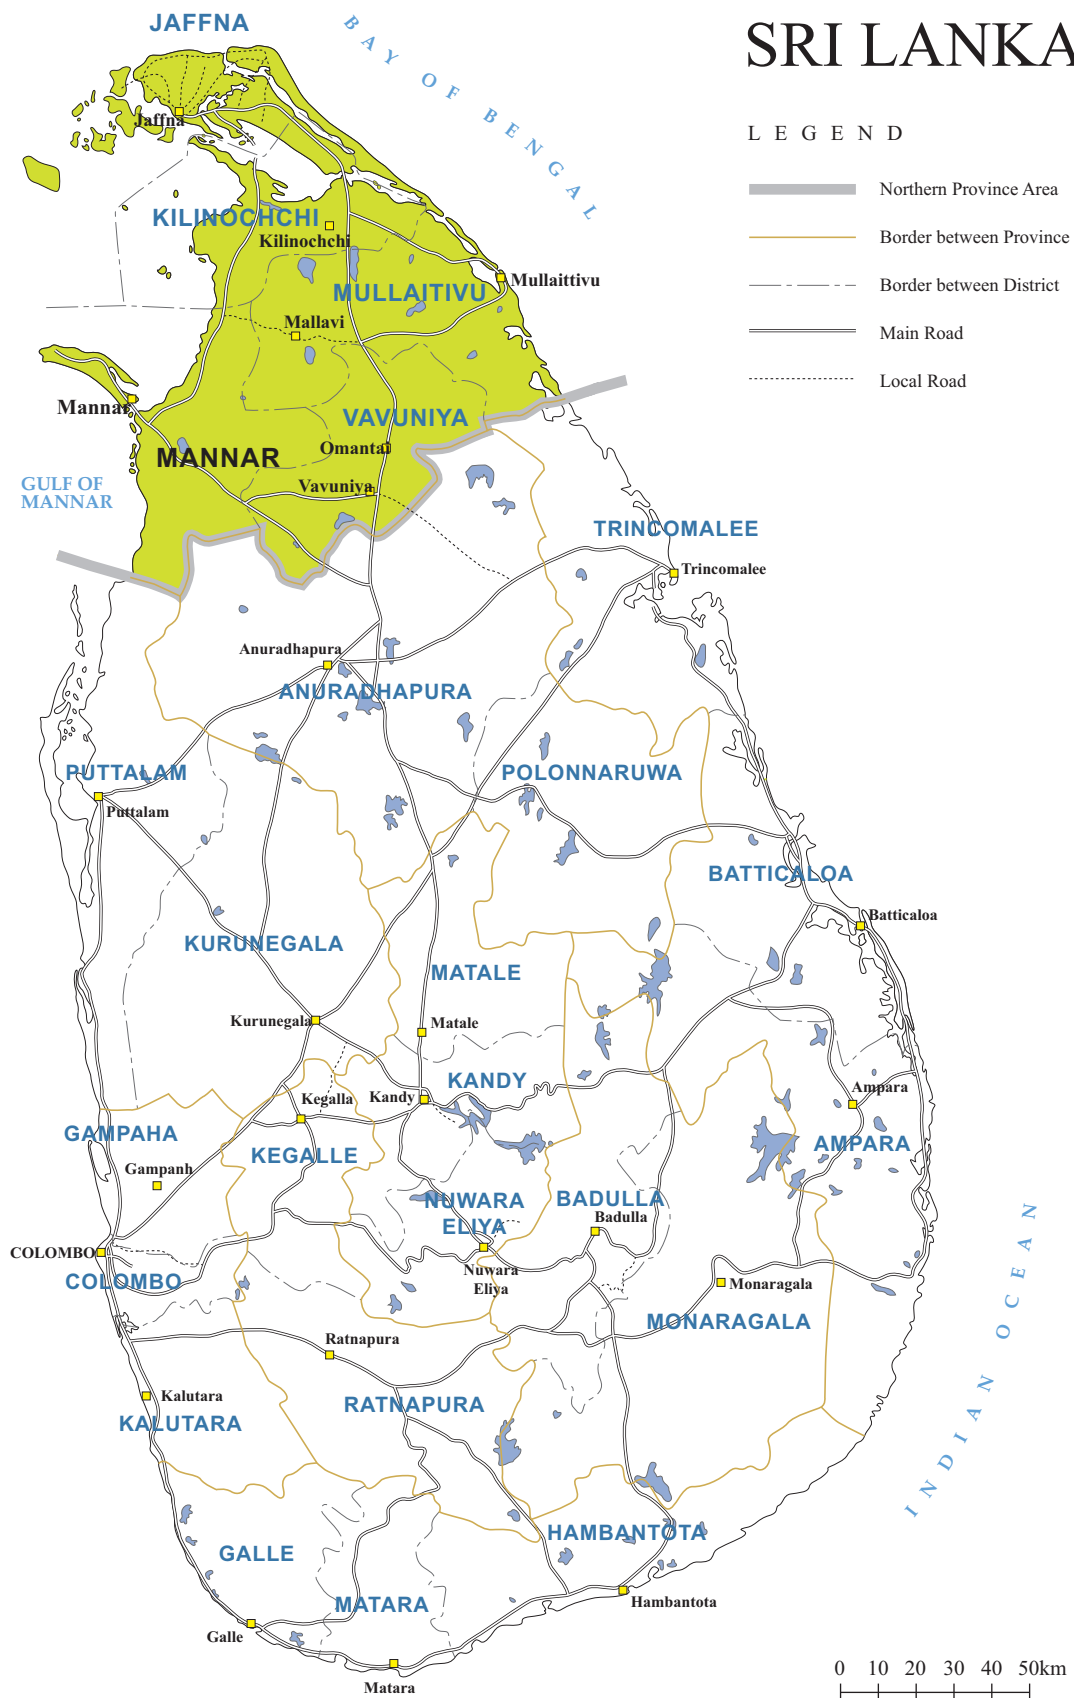 JAFFNA
BAY OF BENGAL
SRI LANKA
LEGEND
Northern Province Area
Border between Province
Border between District
Main Road
Local Road
Jaffna
KILINOCHCHI
Kilinochchi
MULLAITIVU
Mullaittivu
Mallavi
Mannar
VAVUNIYA
MANNAR
Omantai
Vavuniya
GULF OF
MANNAR
TRINCOMALEE
Trincomalee
Anuradhapura
ANURADHAPURA
PUTTALAM
Puttalam
POLONNARUWA
BATTICALOA
Batticaloa
KURUNEGALA
MATALE
Kurunegala
Matale
KANDY
Kandy
Kegalla
Ampara
GAMPAHA
KEGALLE
AMPARA
Gampanh
NUWARA
ELIYA
BADULLA
Badulla
COLOMBO
COLOMBO
Nuwara
Eliya
Monaragala
MONARAGALA
INDIAN OCEAN
Ratnapura
RATNAPURA
Kalutara
KALUTARA
HAMBANTOTA
GALLE
MATARA
Hambantota
Galle
Matara
0 10 20 30 40 50km